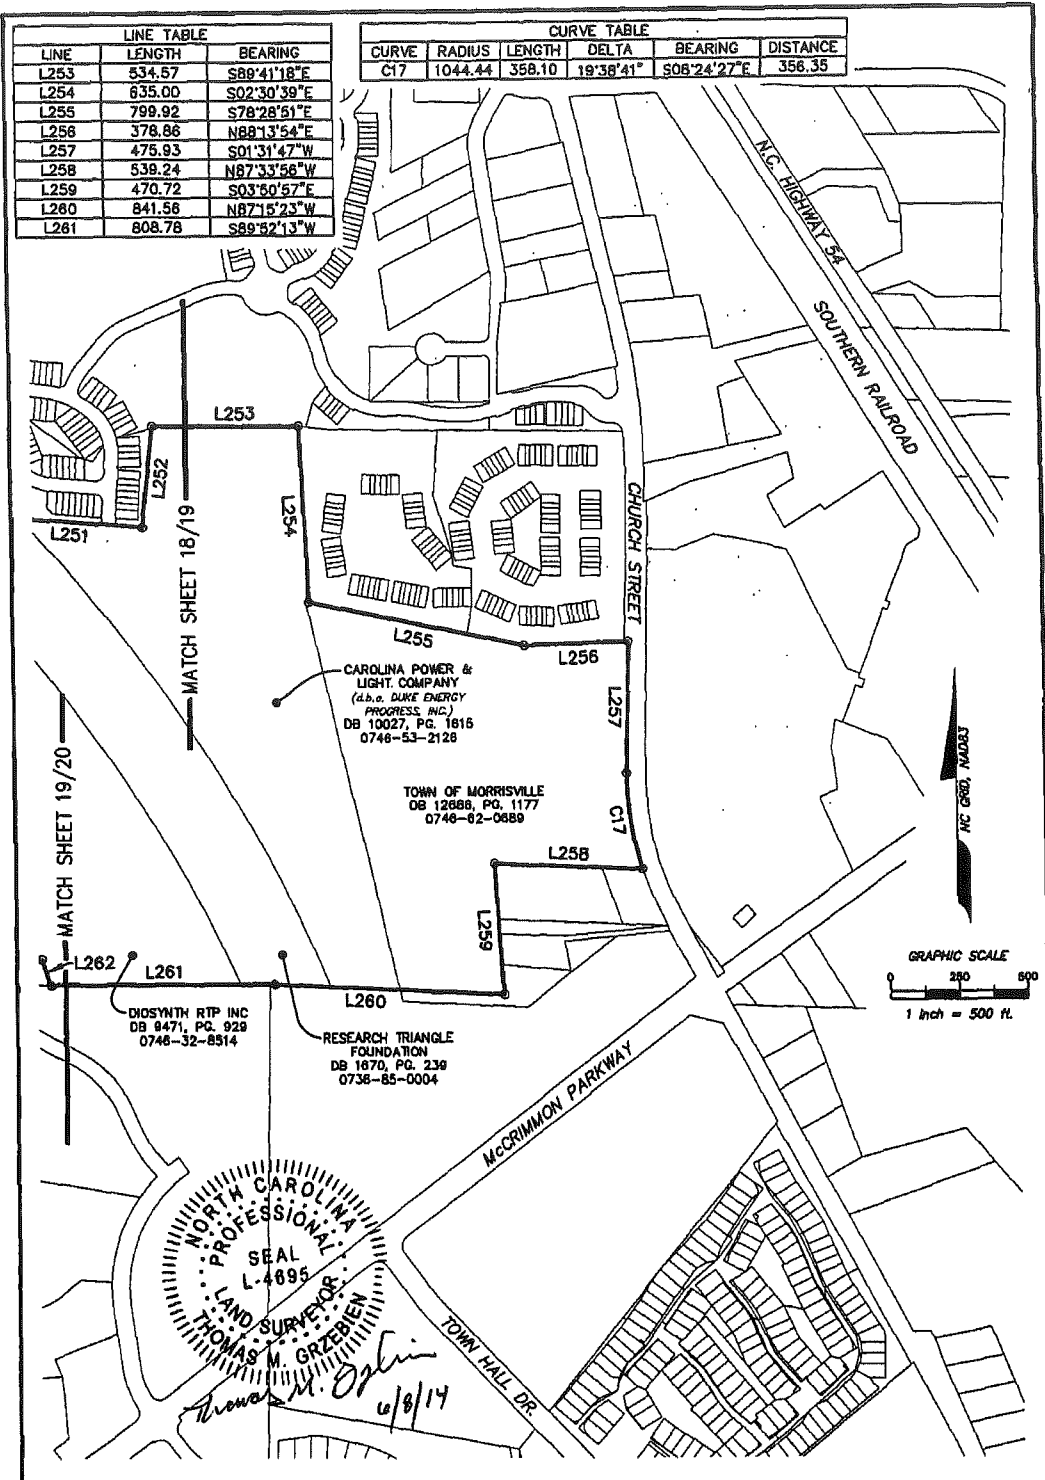 LINE TABLE
LINE LENGTH BEARING
L253 534.57 S89°41'18"E
L254 635.00 S02°30'39"E
L255 799.92 S78°28'51"E
L256 378.86 N88°13'54"E
L257 475.93 S01°31'47"W
L258 539.24 N87°33'56"W
L259 470.72 S03°50'57"E
L260 841.56 N87°15'23"W
L261 808.78 S89°52'13"W
CURVE TABLE
CURVE RADIUS LENGTH DELTA BEARING DISTANCE
C17 1044.44 358.10 19°38'41" S08°24'27"E 356.35
N.C. HIGHWAY 54
SOUTHERN RAILROAD
L253
L252
L254
L251
MATCH SHEET 18/19
CHURCH STREET
L255
L256
L257
CAROLINA POWER &
LIGHT COMPANY
(d.b.a. DUKE ENERGY
PROGRESS, INC.)
DB 10027, PG. 1615
0746-53-2126
TOWN OF MORRISVILLE
DB 12688, PG. 1177
0746-62-0689
C17
L258
L259
MATCH SHEET 19/20
NC GRID, NAD83
L262
L261
L260
GRAPHIC SCALE
0 250 500
1 inch = 500 ft.
DIOSYNTH RTP INC
DB 9471, PG. 929
0746-32-8514
RESEARCH TRIANGLE
FOUNDATION
DB 1670, PG. 239
0736-85-0004
McCRIMMON PARKWAY
NORTH CAROLINA
PROFESSIONAL
SEAL
L-4695
LAND SURVEYOR
THOMAS M. GRZEBIEN
TOWN HALL DR.
6/8/14